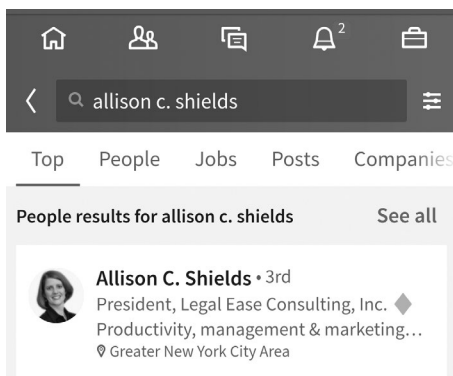 2
allison c. shields
Top People Jobs Posts Companies
People results for allison c. shields See all
Allison C. Shields • 3rd
President, Legal Ease Consulting, Inc.
Productivity, management & marketing...
Greater New York City Area